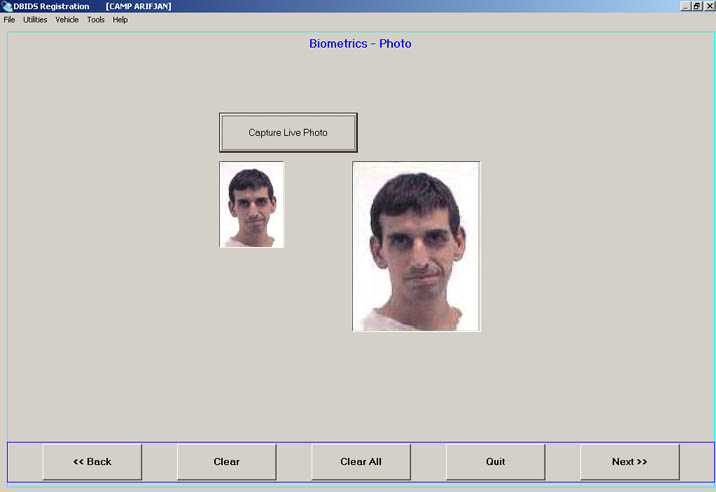 DBIDS Registration [CAMP ARIFJAN]
File Utilities Vehicle Tools Help
Biometrics - Photo
Capture Live Photo
<< Back Clear Clear All Quit Next >>